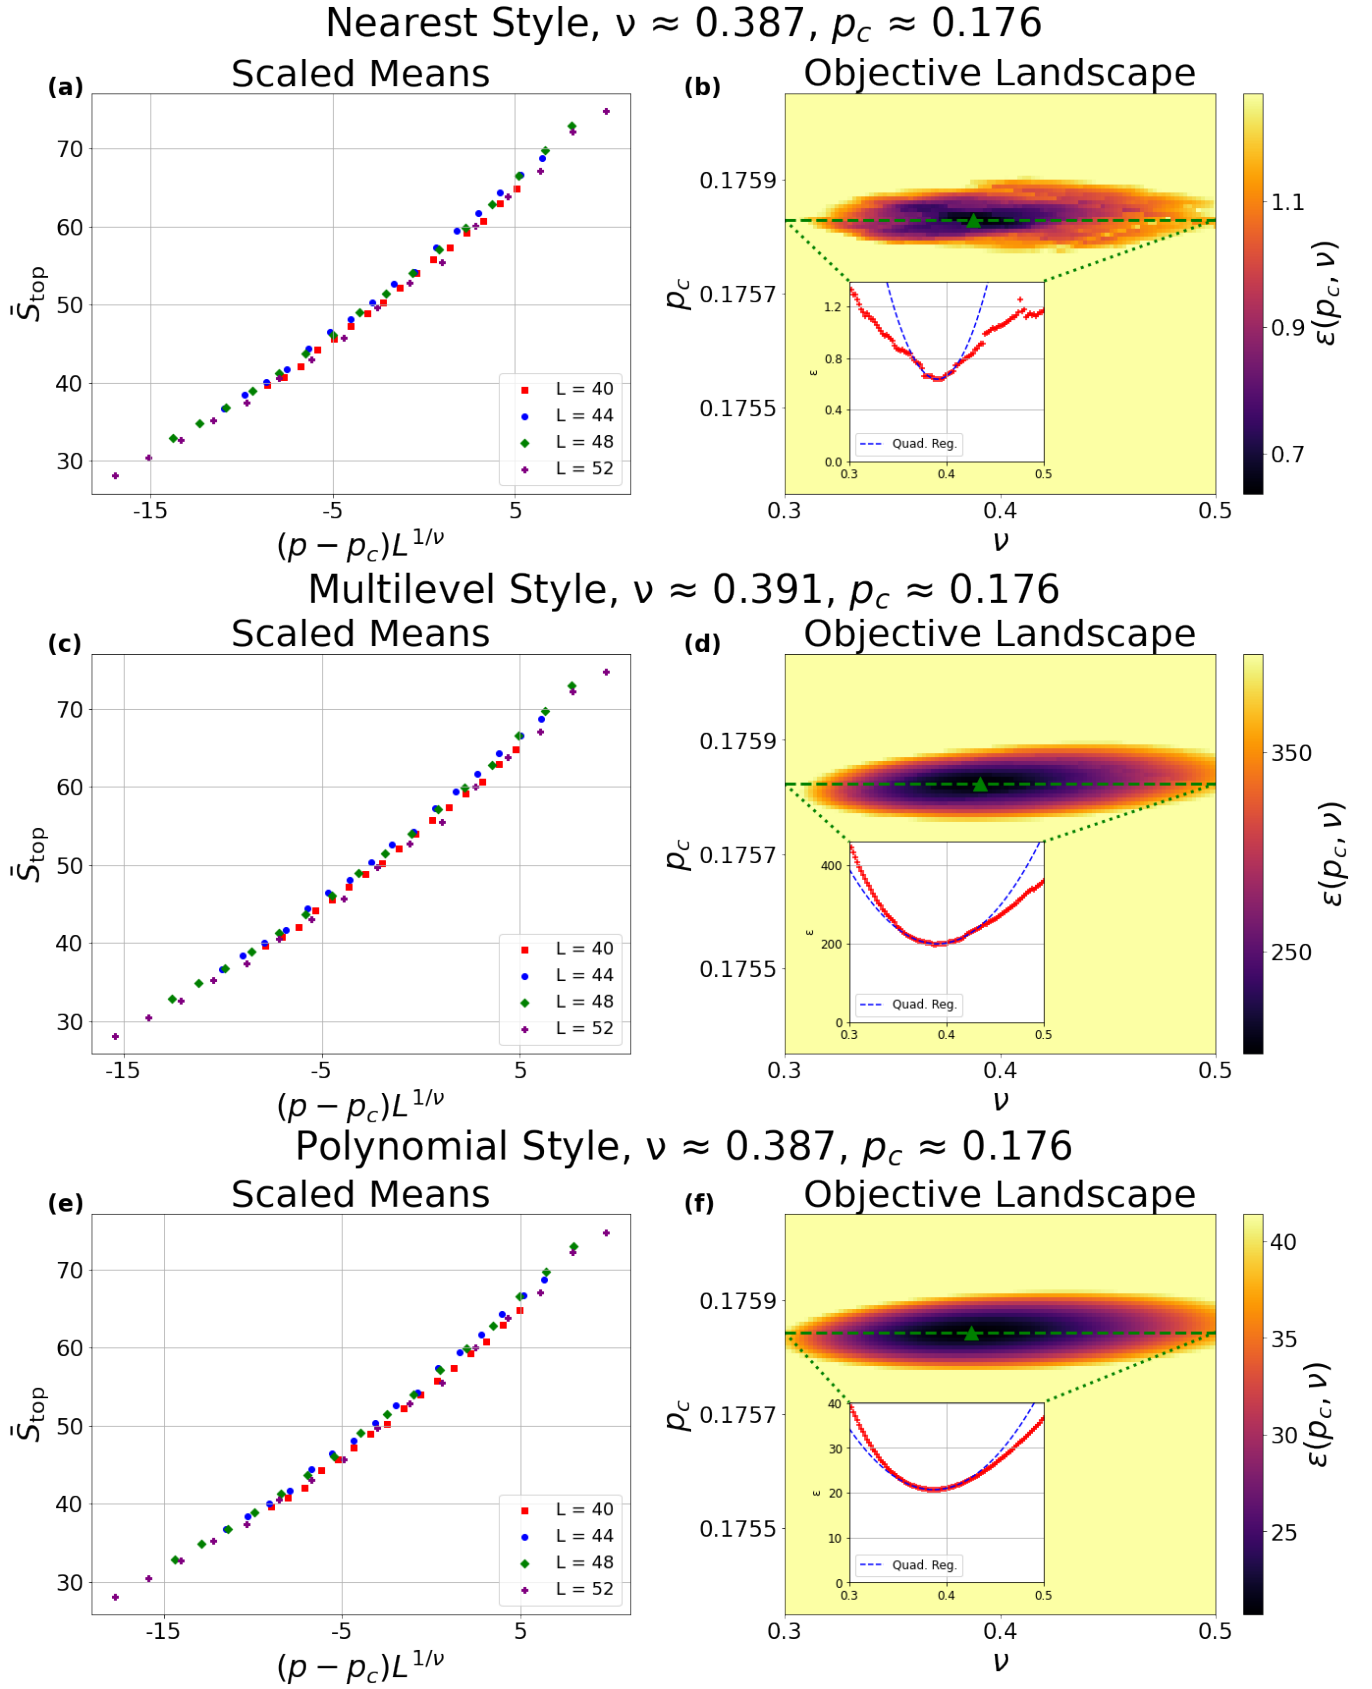 Nearest Style, ν ≈ 0.387, p_c ≈ 0.176
(a) Scaled Means
S̄_top
70
60
50
40
30
L = 40
L = 44
L = 48
L = 52
-15 -5 5
(p − p_c)L^{1/ν}
(b) Objective Landscape
p_c
0.1759
0.1757
0.1755
1.2
0.8
0.4
0.0
ε
Quad. Reg.
0.3 0.4 0.5
0.3 0.4 0.5
ν
1.1
0.9
0.7
ε(p_c, ν)
Multilevel Style, ν ≈ 0.391, p_c ≈ 0.176
(c) Scaled Means
S̄_top
70
60
50
40
30
L = 40
L = 44
L = 48
L = 52
-15 -5 5
(p − p_c)L^{1/ν}
(d) Objective Landscape
p_c
0.1759
0.1757
0.1755
400
200
0
ε
Quad. Reg.
0.3 0.4 0.5
0.3 0.4 0.5
ν
350
250
ε(p_c, ν)
Polynomial Style, ν ≈ 0.387, p_c ≈ 0.176
(e) Scaled Means
S̄_top
70
60
50
40
30
L = 40
L = 44
L = 48
L = 52
-15 -5 5
(p − p_c)L^{1/ν}
(f) Objective Landscape
p_c
0.1759
0.1757
0.1755
40
30
20
10
0
ε
Quad. Reg.
0.3 0.4 0.5
0.3 0.4 0.5
ν
40
35
30
25
ε(p_c, ν)